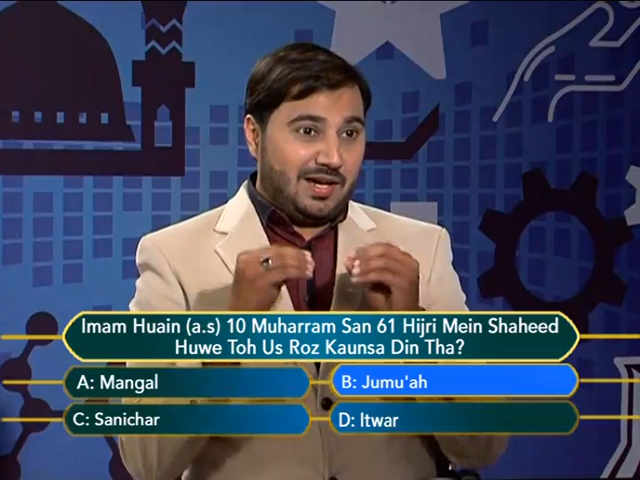 Imam Huain (a.s) 10 Muharram San 61 Hijri Mein Shaheed
Huwe Toh Us Roz Kaunsa Din Tha?
A: Mangal
B: Jumu'ah
C: Sanichar
D: Itwar